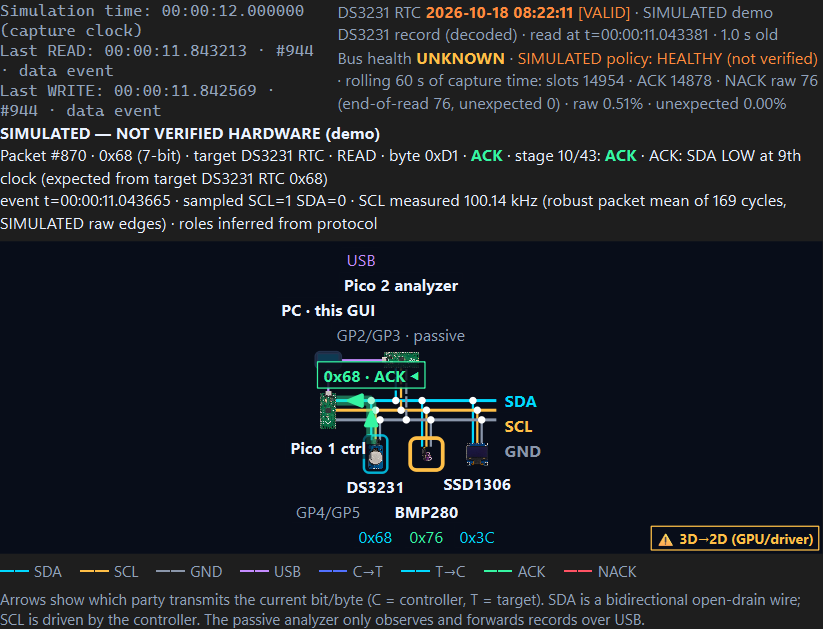 Simulation time: 00:00:12.000000
(capture clock)
Last READ: 00:00:11.843213 · #944
· data event
Last WRITE: 00:00:11.842569 ·
#944 · data event
DS3231 RTC 2026-10-18 08:22:11 [VALID] · SIMULATED demo
DS3231 record (decoded) · read at t=00:00:11.043381 · 1.0 s old
Bus health UNKNOWN · SIMULATED policy: HEALTHY (not verified)
· rolling 60 s of capture time: slots 14954 · ACK 14878 · NACK raw 76
(end-of-read 76, unexpected 0) · raw 0.51% · unexpected 0.00%
SIMULATED — NOT VERIFIED HARDWARE (demo)
Packet #870 · 0x68 (7-bit) · target DS3231 RTC · READ · byte 0xD1 · ACK · stage 10/43: ACK · ACK: SDA LOW at 9th
clock (expected from target DS3231 RTC 0x68)
event t=00:00:11.043665 · sampled SCL=1 SDA=0 · SCL measured 100.14 kHz (robust packet mean of 169 cycles,
SIMULATED raw edges) · roles inferred from protocol
USB
Pico 2 analyzer
PC · this GUI
GP2/GP3 · passive
0x68 · ACK ◄
SDA
SCL
GND
Pico 1 ctrl
DS3231
SSD1306
GP4/GP5
BMP280
0x68
0x76
0x3C
⚠ 3D→2D (GPU/driver)
SDA
SCL
GND
USB
C→T
T→C
ACK
NACK
Arrows show which party transmits the current bit/byte (C = controller, T = target). SDA is a bidirectional open-drain wire;
SCL is driven by the controller. The passive analyzer only observes and forwards records over USB.